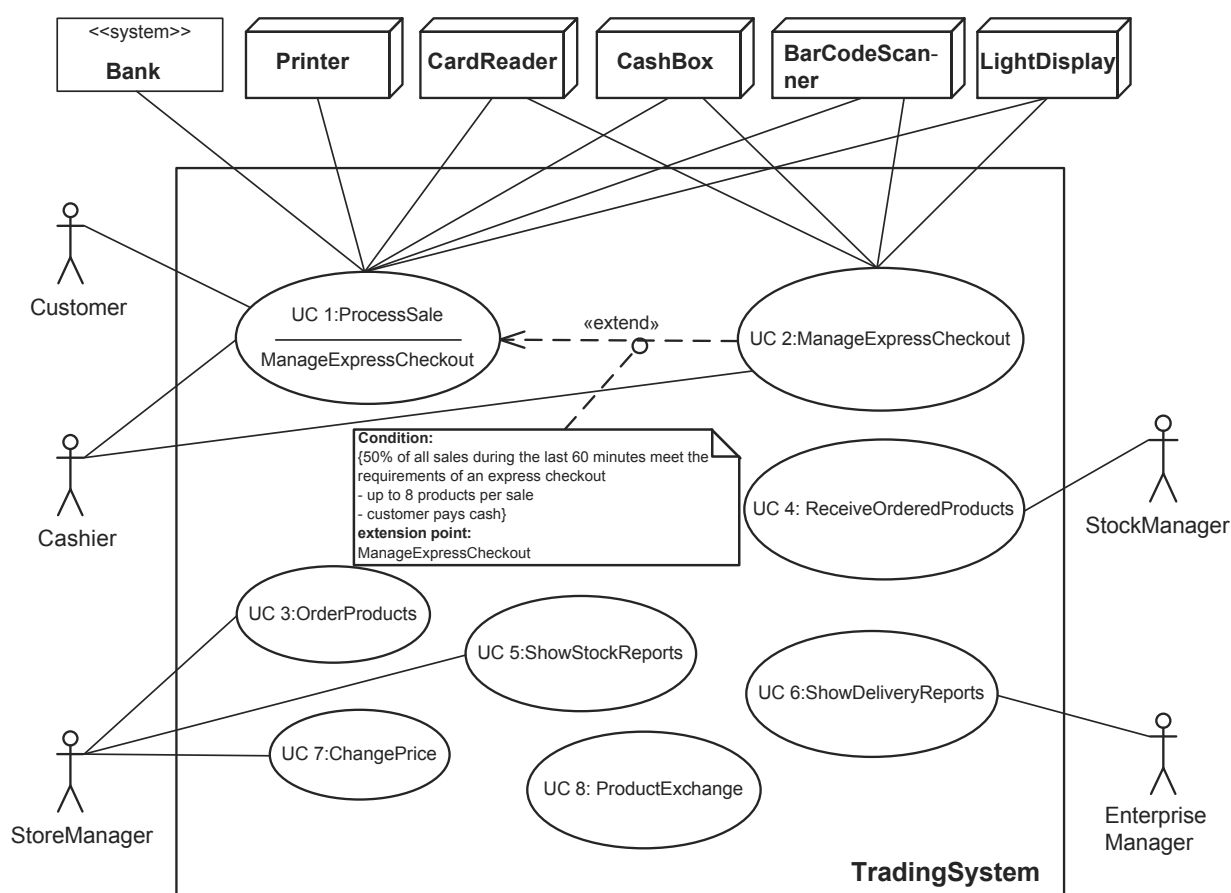 <<system>>
Bank
Printer
CardReader
CashBox
BarCodeScan-
ner
LightDisplay
Customer
UC 1:ProcessSale
ManageExpressCheckout
«extend»
UC 2:ManageExpressCheckout
Cashier
Condition:
{50% of all sales during the last 60 minutes meet the
requirements of an express checkout
- up to 8 products per sale
- customer pays cash}
extension point:
ManageExpressCheckout
UC 4: ReceiveOrderedProducts
StockManager
UC 3:OrderProducts
UC 5:ShowStockReports
UC 6:ShowDeliveryReports
UC 7:ChangePrice
UC 8: ProductExchange
StoreManager
Enterprise
Manager
TradingSystem